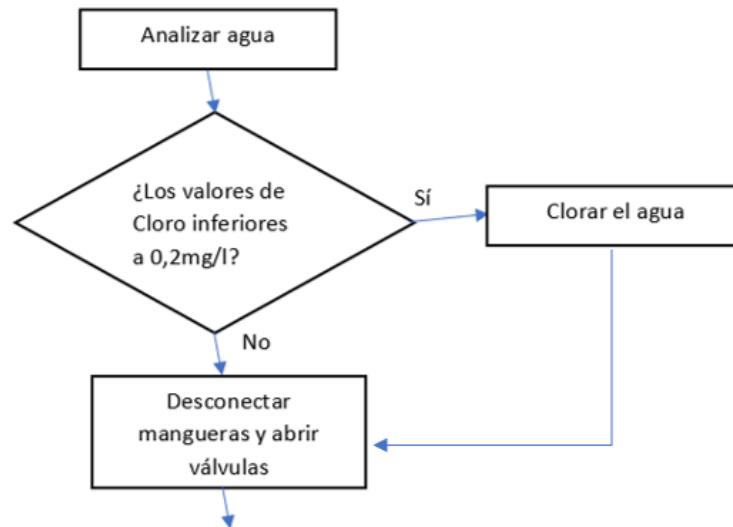 Analizar agua
¿Los valores de
Cloro inferiores
a 0,2mg/l?
Sí
Clorar el agua
No
Desconectar
mangueras y abrir
válvulas